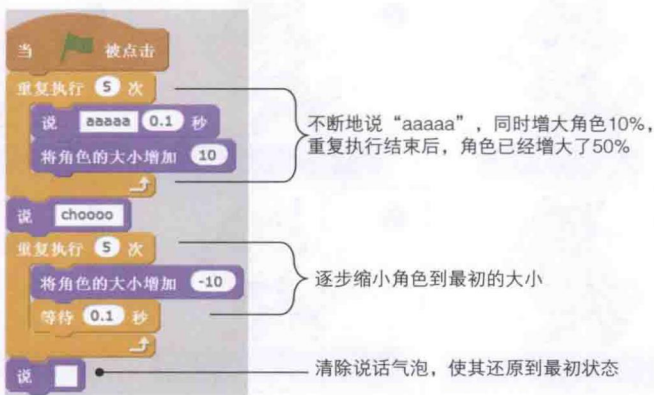 当 被点击
重复执行 5 次
说 aaaaa 0.1 秒
将角色的大小增加 10
不断地说“aaaaa”，同时增大角色10%，
重复执行结束后，角色已经增大了50%
说 choooo
重复执行 5 次
将角色的大小增加 -10
等待 0.1 秒
逐步缩小角色到最初的大小
说
清除说话气泡，使其还原到最初状态